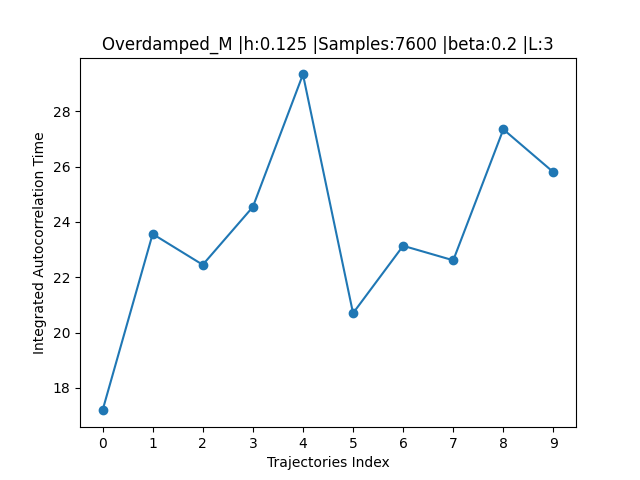 Overdamped_M |h:0.125 |Samples:7600 |beta:0.2 |L:3
Integrated Autocorrelation Time
28
26
24
22
20
18
0 1 2 3 4 5 6 7 8 9
Trajectories Index